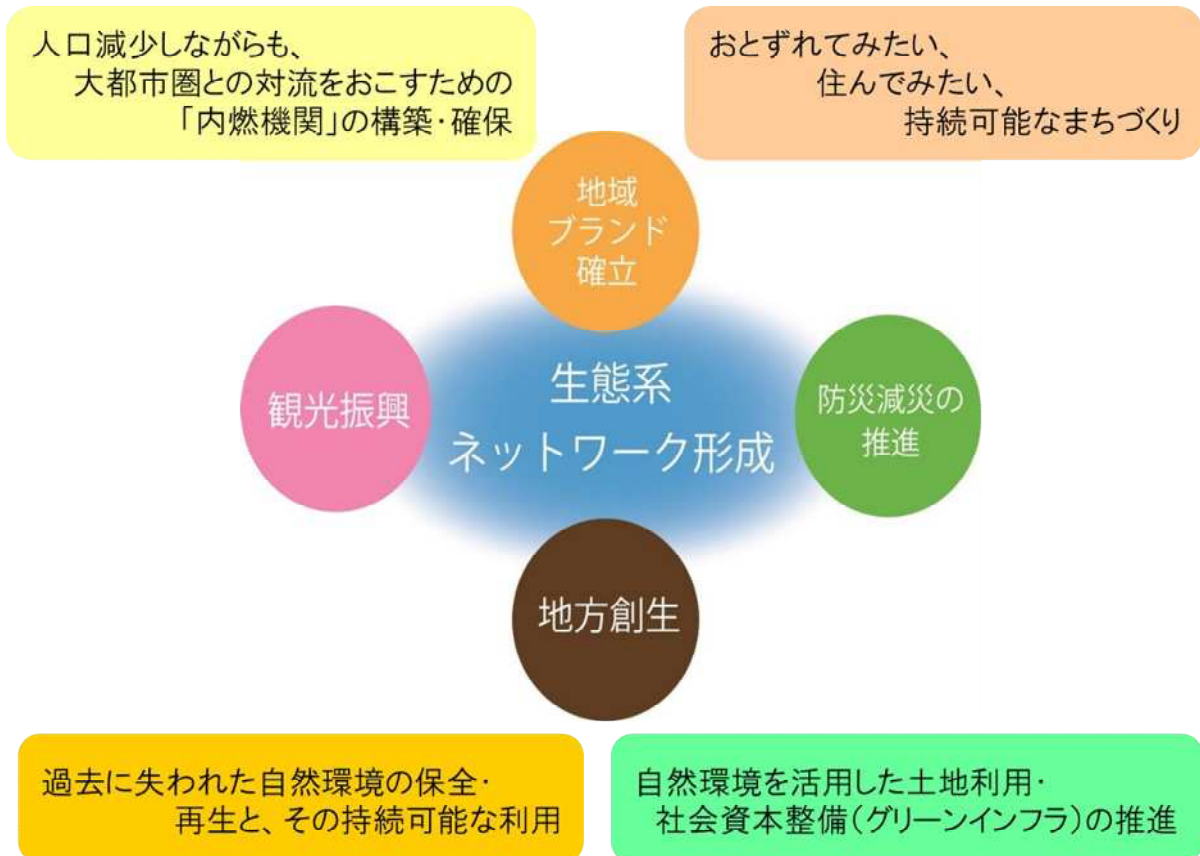 人口減少しながらも、
大都市圏との対流をおこすための
「内燃機関」の構築・確保
おとずれてみたい、
住んでみたい、
持続可能なまちづくり
地域
ブランド
確立
観光振興
生態系
ネットワーク形成
防災減災の
推進
地方創生
過去に失われた自然環境の保全・
再生と、その持続可能な利用
自然環境を活用した土地利用・
社会資本整備(グリーンインフラ)の推進